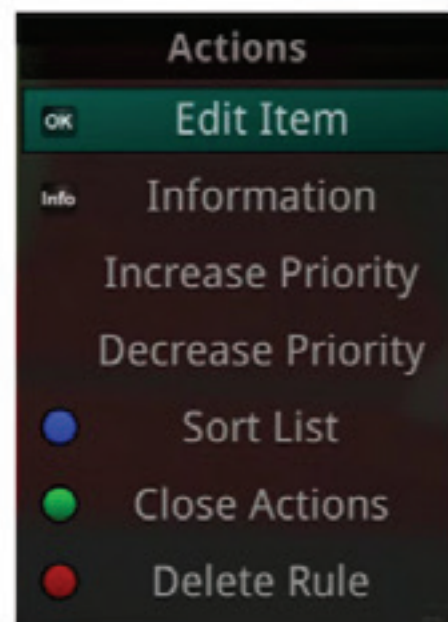 Actions
OK Edit Item
Info Information
Increase Priority
Decrease Priority
Sort List
Close Actions
Delete Rule